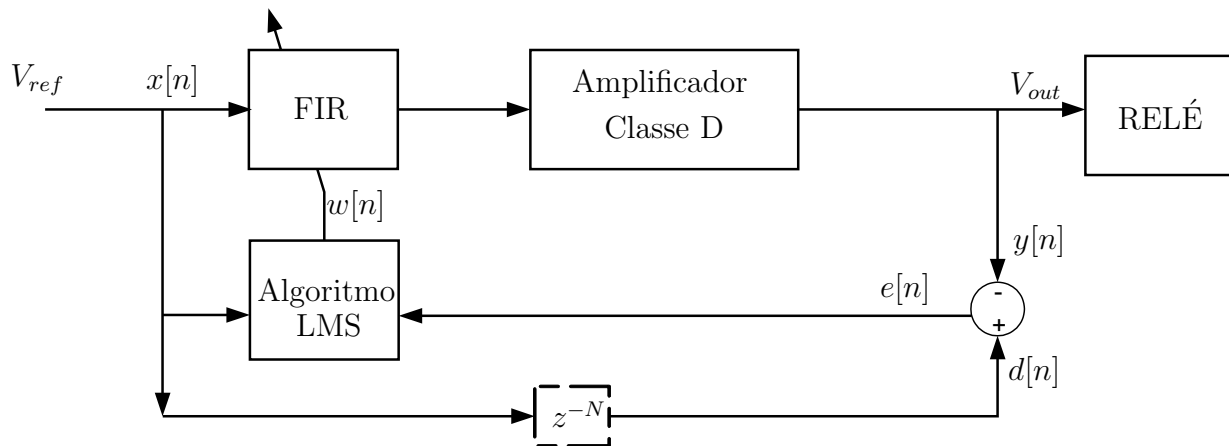 V_ref
x[n]
FIR
Amplificador
Classe D
V_out
RELÉ
w[n]
y[n]
-
Algoritmo
LMS
e[n]
+
d[n]
z^{-N}